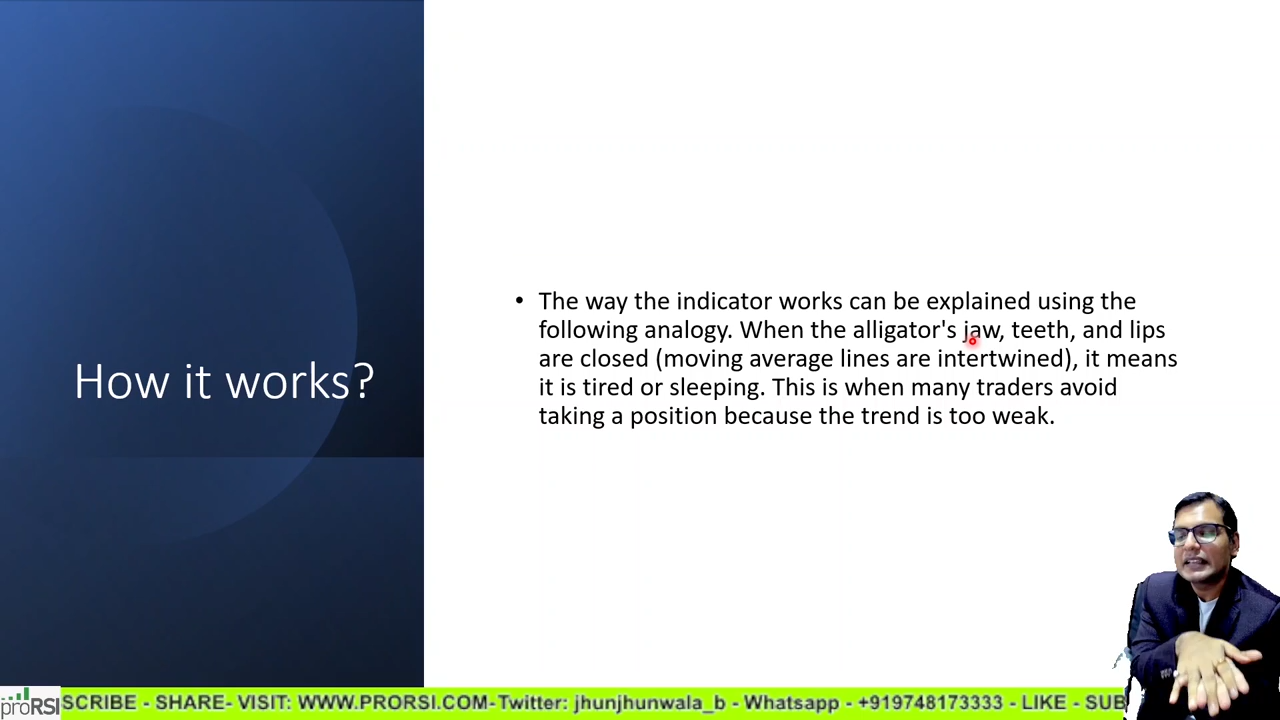 How it works?
• The way the indicator works can be explained using the
following analogy. When the alligator's jaw, teeth, and lips
are closed (moving average lines are intertwined), it means
it is tired or sleeping. This is when many traders avoid
taking a position because the trend is too weak.
proRSI
SCRIBE - SHARE- VISIT: WWW.PRORSI.COM- Twitter: jhunjhunwala_b - Whatsapp - +919748173333 - LIKE - SUB